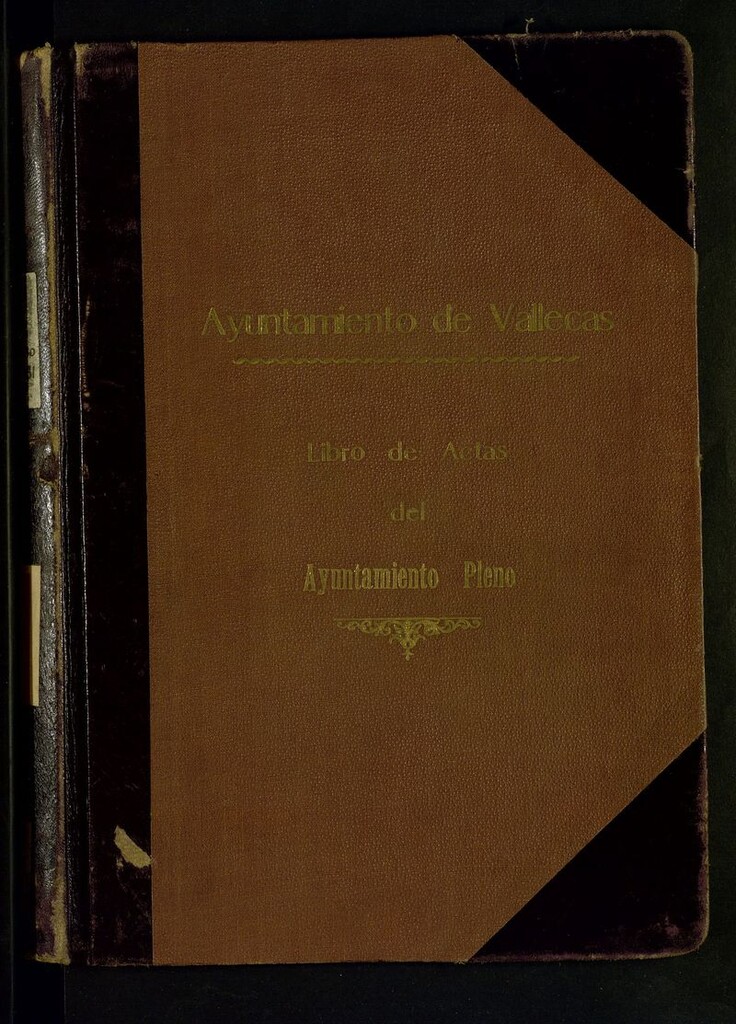 Ayuntamiento de Vallecas
Libro de Actas
del
Ayuntamiento Pleno